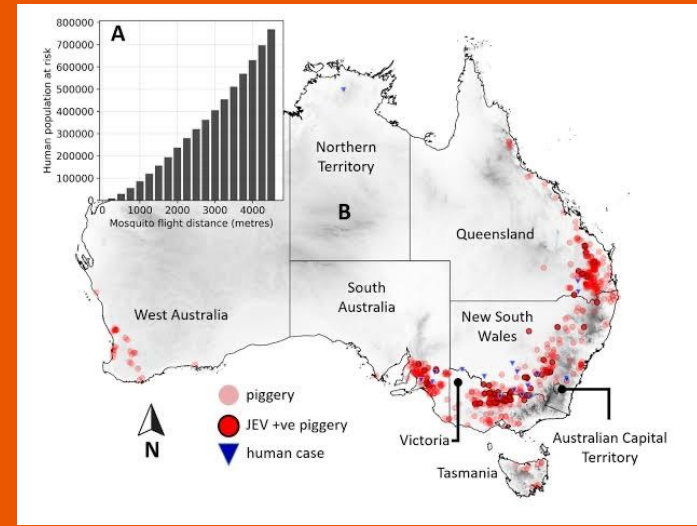 A
800000
700000
600000
500000
400000
300000
200000
100000
0
Human population at risk
0 1000 2000 3000 4000
Mosquito flight distance (metres)
Northern
Territory
B
Queensland
South
Australia
West Australia
New South
Wales
piggery
JEV +ve piggery
human case
N
Victoria
Australian Capital
Territory
Tasmania